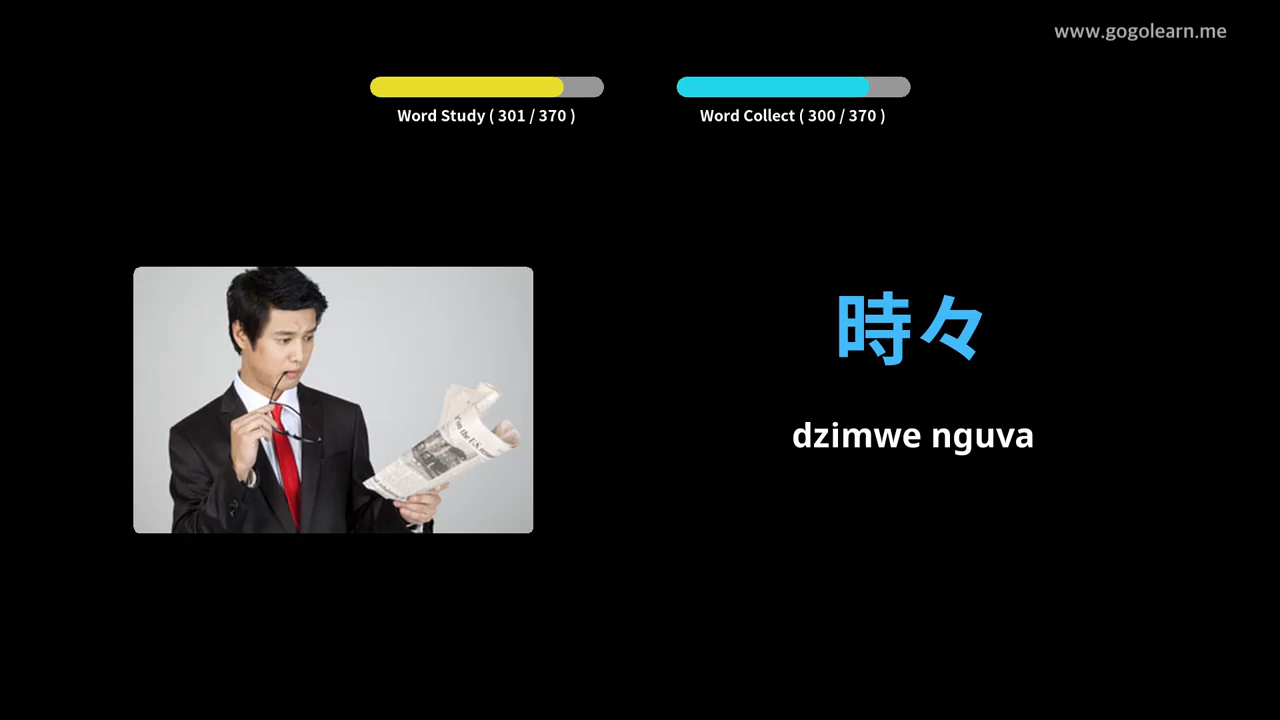 www.gogolearn.me
Word Study ( 301 / 370 )
Word Collect ( 300 / 370 )
時々
dzimwe nguva